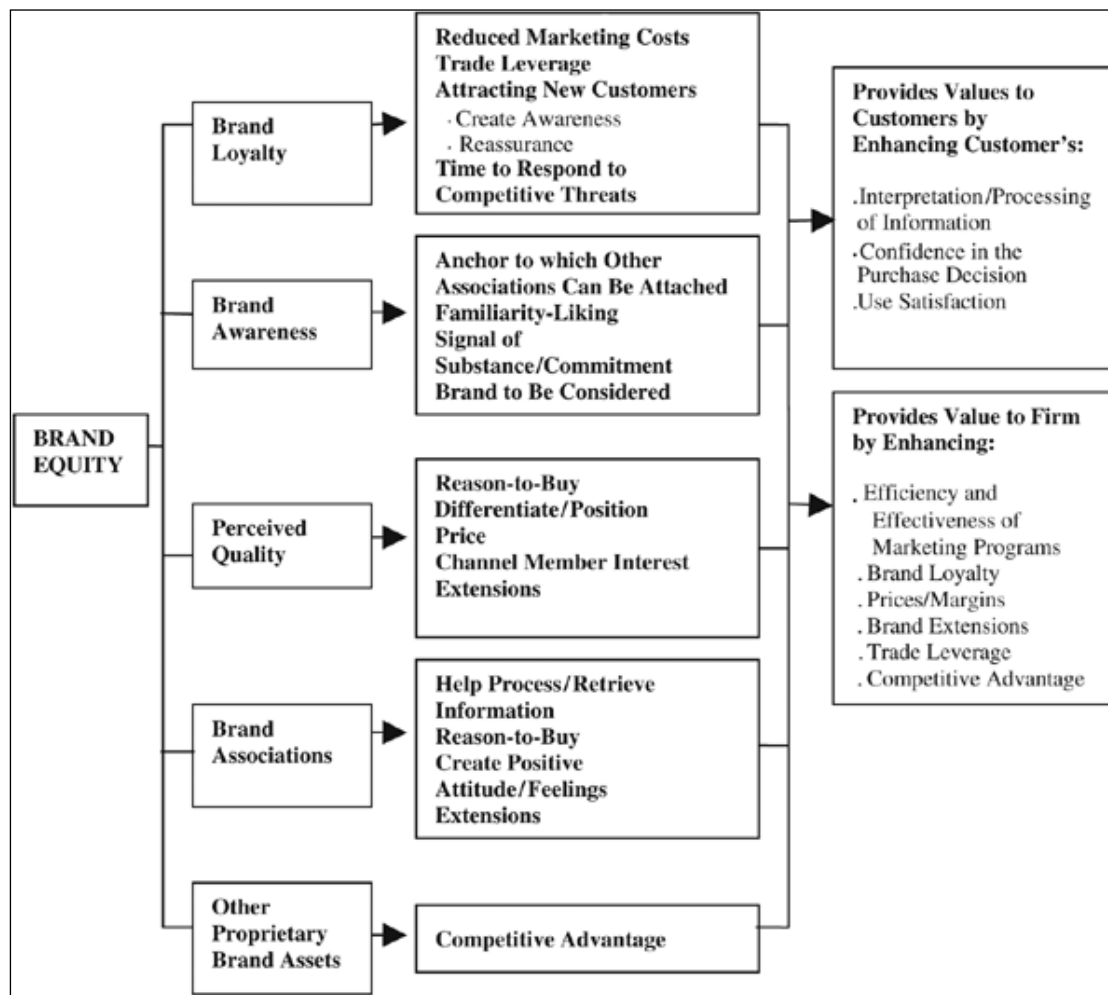 BRAND
EQUITY
Brand
Loyalty
Reduced Marketing Costs
Trade Leverage
Attracting New Customers
· Create Awareness
· Reassurance
Time to Respond to
Competitive Threats
Brand
Awareness
Anchor to which Other
Associations Can Be Attached
Familiarity-Liking
Signal of
Substance/Commitment
Brand to Be Considered
Perceived
Quality
Reason-to-Buy
Differentiate/Position
Price
Channel Member Interest
Extensions
Brand
Associations
Help Process/Retrieve
Information
Reason-to-Buy
Create Positive
Attitude/Feelings
Extensions
Other
Proprietary
Brand Assets
Competitive Advantage
Provides Values to
Customers by
Enhancing Customer's:
.Interpretation/Processing
of Information
.Confidence in the
Purchase Decision
.Use Satisfaction
Provides Value to Firm
by Enhancing:
. Efficiency and
Effectiveness of
Marketing Programs
. Brand Loyalty
. Prices/Margins
. Brand Extensions
. Trade Leverage
. Competitive Advantage